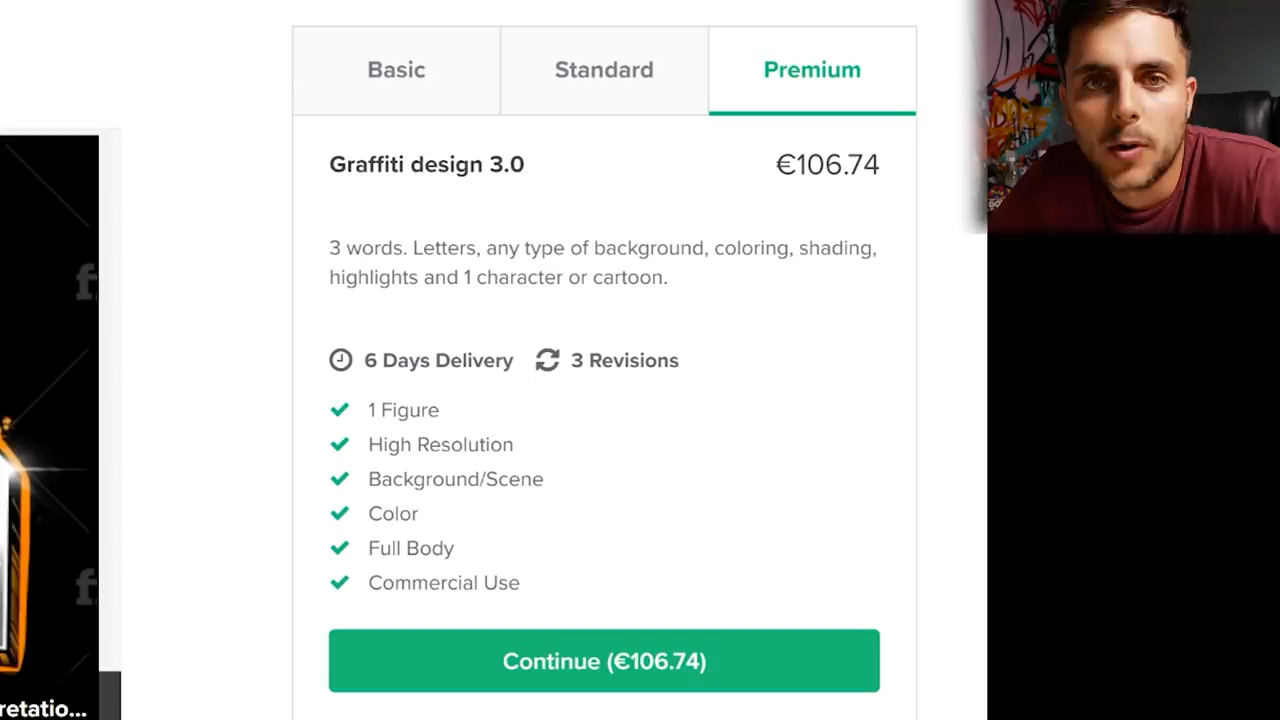 Basic
Standard
Premium
Graffiti design 3.0
€106.74
3 words. Letters, any type of background, coloring, shading,
highlights and 1 character or cartoon.
6 Days Delivery
3 Revisions
1 Figure
High Resolution
Background/Scene
Color
Full Body
Commercial Use
Continue (€106.74)
retatio...